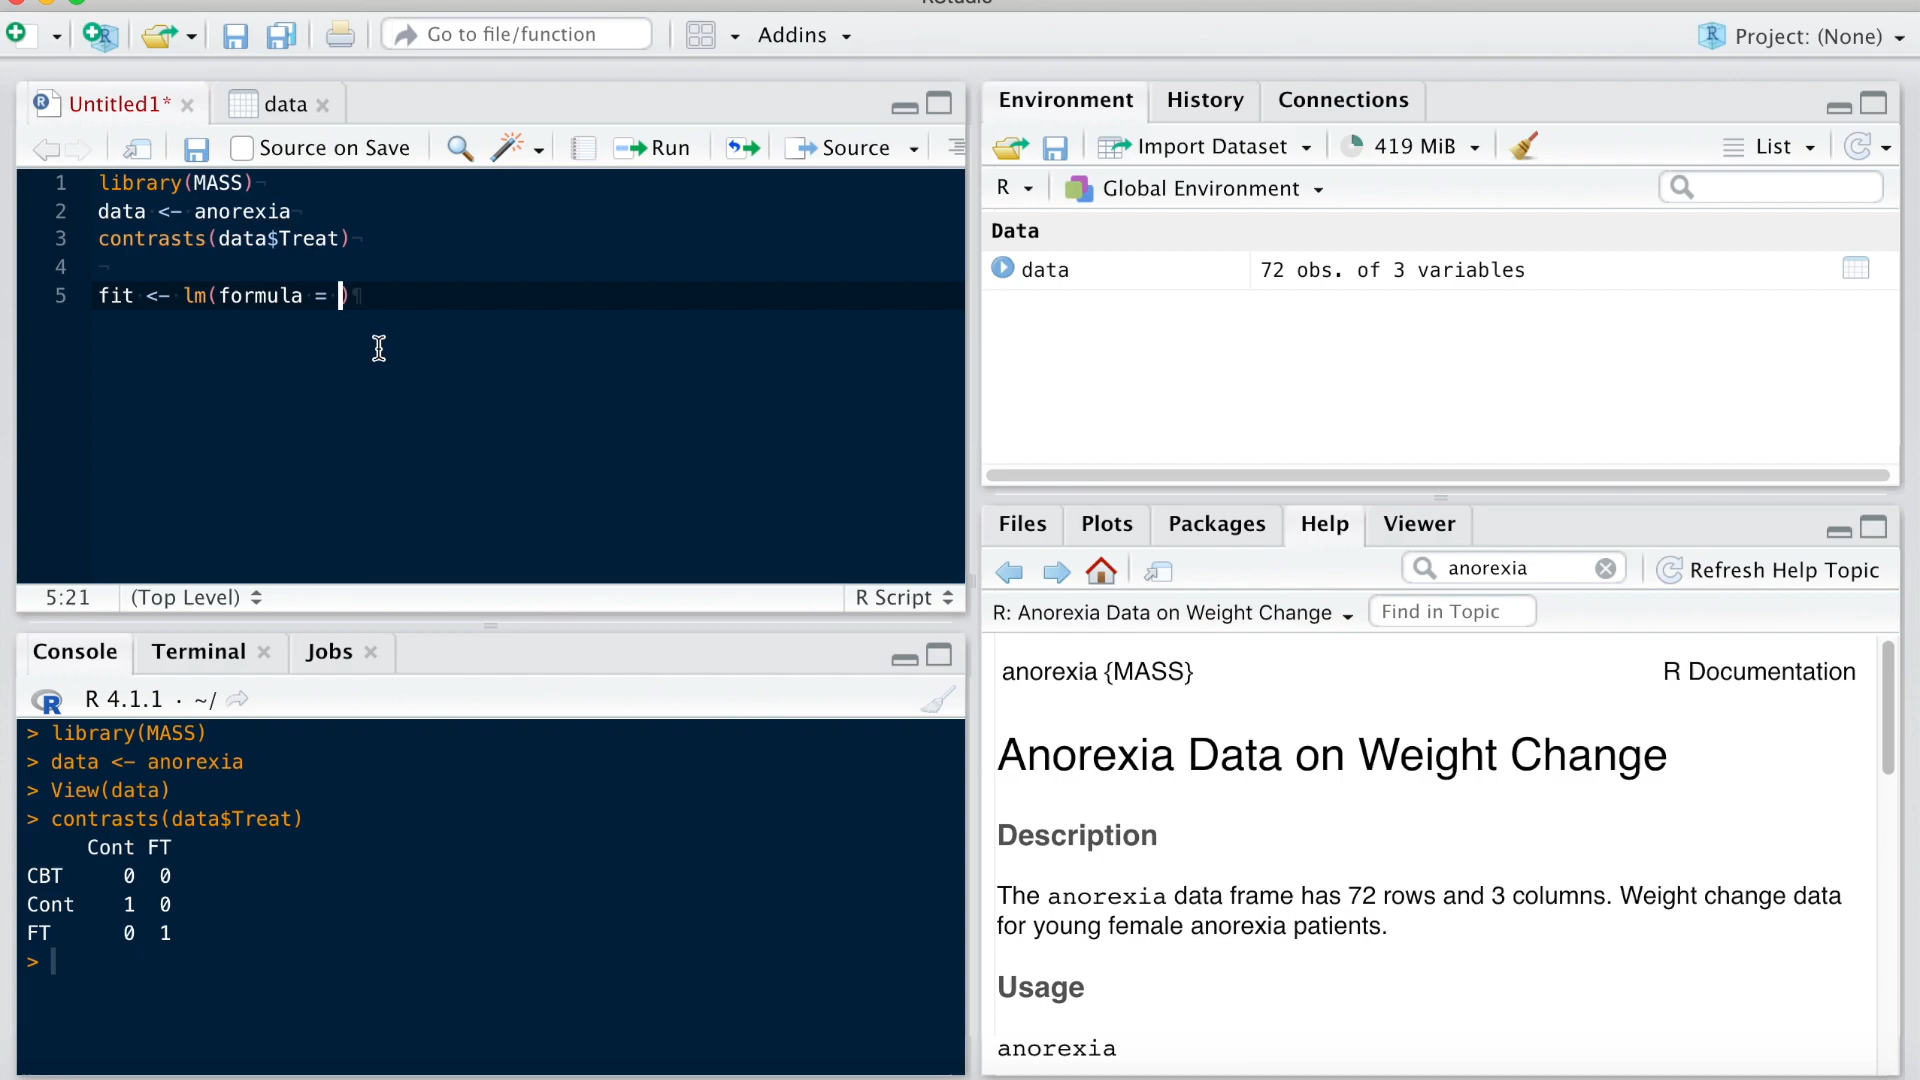 Go to file/function
Addins
Project: (None)
Untitled1*
data
Source on Save
Run
Source
1 library(MASS)
2 data <- anorexia
3 contrasts(data$Treat)
4
5 fit <- lm(formula = )
5:21
(Top Level)
R Script
Console
Terminal
Jobs
R 4.1.1 · ~/
> library(MASS)
> data <- anorexia
> View(data)
> contrasts(data$Treat)
Cont FT
CBT 0 0
Cont 1 0
FT 0 1
>
Environment
History
Connections
Import Dataset
419 MiB
List
R
Global Environment
Data
data
72 obs. of 3 variables
Files
Plots
Packages
Help
Viewer
anorexia
Refresh Help Topic
R: Anorexia Data on Weight Change
Find in Topic
anorexia {MASS}
R Documentation
Anorexia Data on Weight Change
Description
The anorexia data frame has 72 rows and 3 columns. Weight change data
for young female anorexia patients.
Usage
anorexia